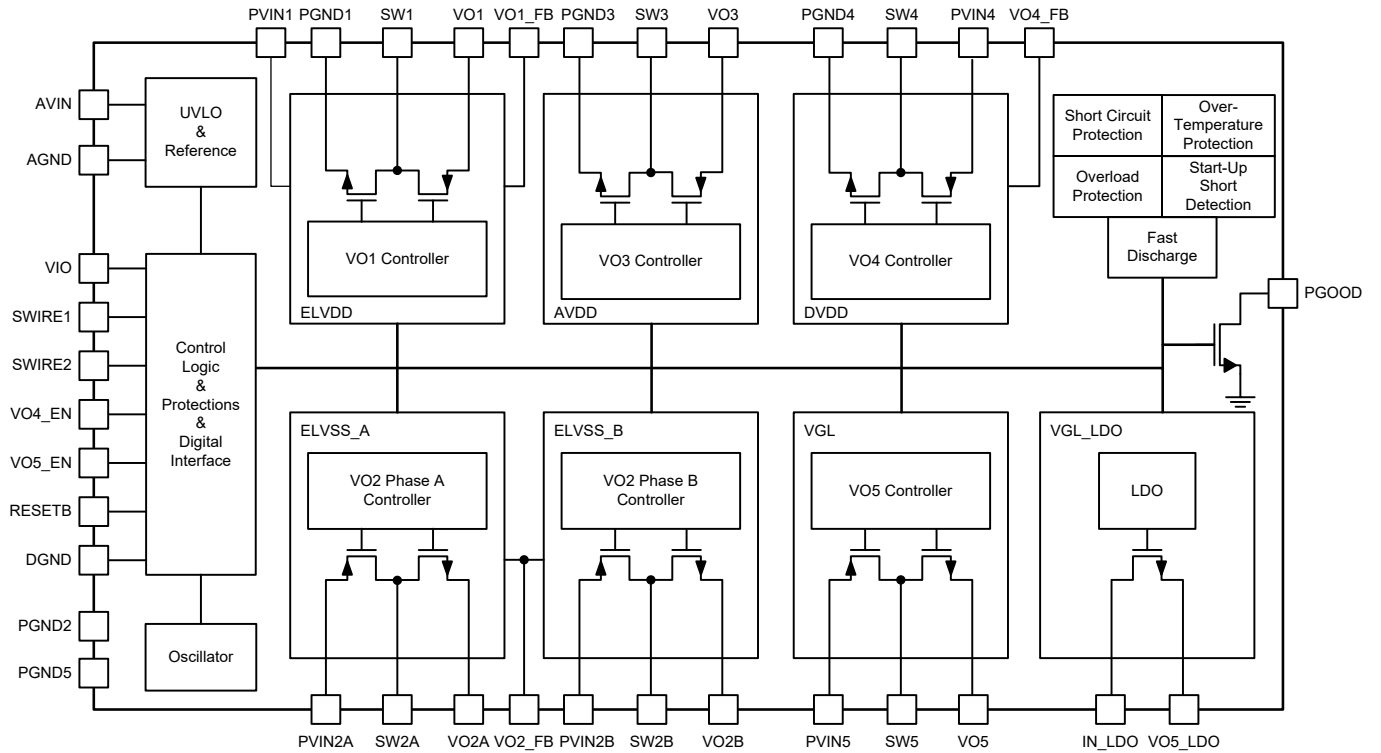 PVIN1
PGND1
SW1
VO1
VO1_FB
PGND3
SW3
VO3
PGND4
SW4
PVIN4
VO4_FB
AVIN
AGND
UVLO
&
Reference
VIO
SWIRE1
SWIRE2
VO4_EN
VO5_EN
RESETB
DGND
PGND2
PGND5
Control
Logic
&
Protections
&
Digital
Interface
Oscillator
VO1 Controller
ELVDD
VO3 Controller
AVDD
VO4 Controller
DVDD
Short Circuit
Protection
Over-
Temperature
Protection
Overload
Protection
Start-Up
Short
Detection
Fast
Discharge
PGOOD
ELVSS_A
VO2 Phase A
Controller
ELVSS_B
VO2 Phase B
Controller
VGL
VO5 Controller
VGL_LDO
LDO
PVIN2A
SW2A
VO2A
VO2_FB
PVIN2B
SW2B
VO2B
PVIN5
SW5
VO5
IN_LDO
VO5_LDO